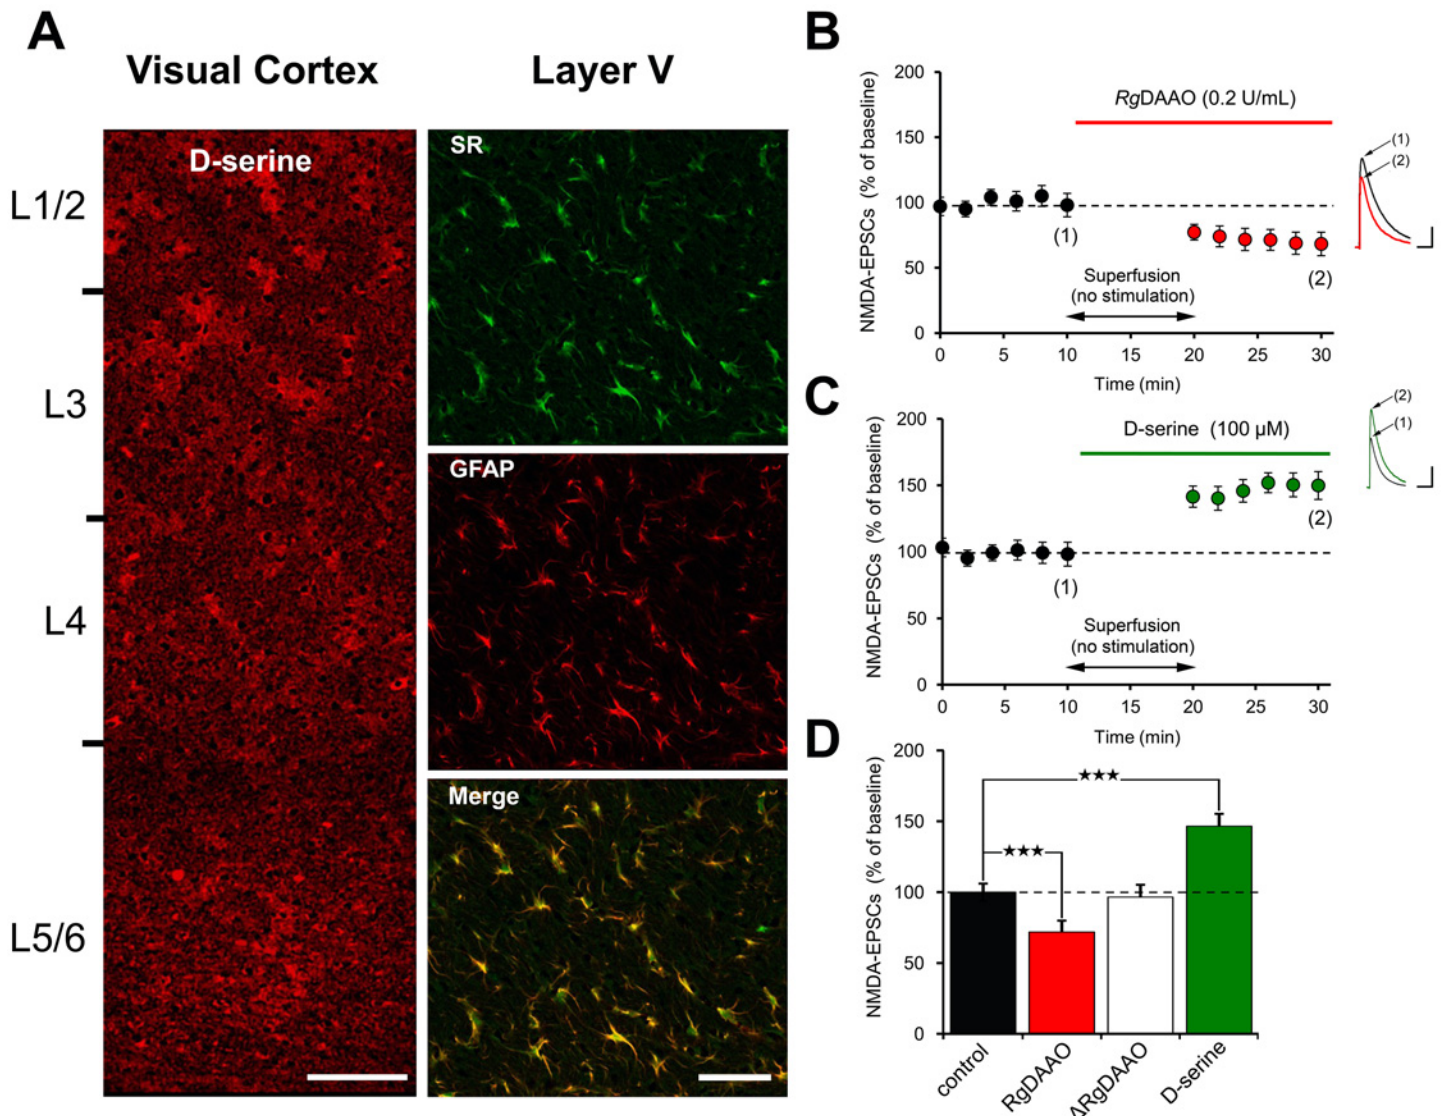 A
Visual Cortex
Layer V
D-serine
L1/2
L3
L4
L5/6
SR
GFAP
Merge
B
NMDA-EPSCs (% of baseline)
200
150
100
50
0
RgDAAO (0.2 U/mL)
(1)
(2)
Superfusion
(no stimulation)
0 5 10 15 20 25 30
Time (min)
(1)
(2)
C
NMDA-EPSCs (% of baseline)
200
150
100
50
0
D-serine (100 µM)
(1)
(2)
Superfusion
(no stimulation)
0 5 10 15 20 25 30
Time (min)
(2)
(1)
D
NMDA-EPSCs (% of baseline)
200
150
100
50
0
★★★
★★★
control
RgDAAO
ΔRgDAAO
D-serine